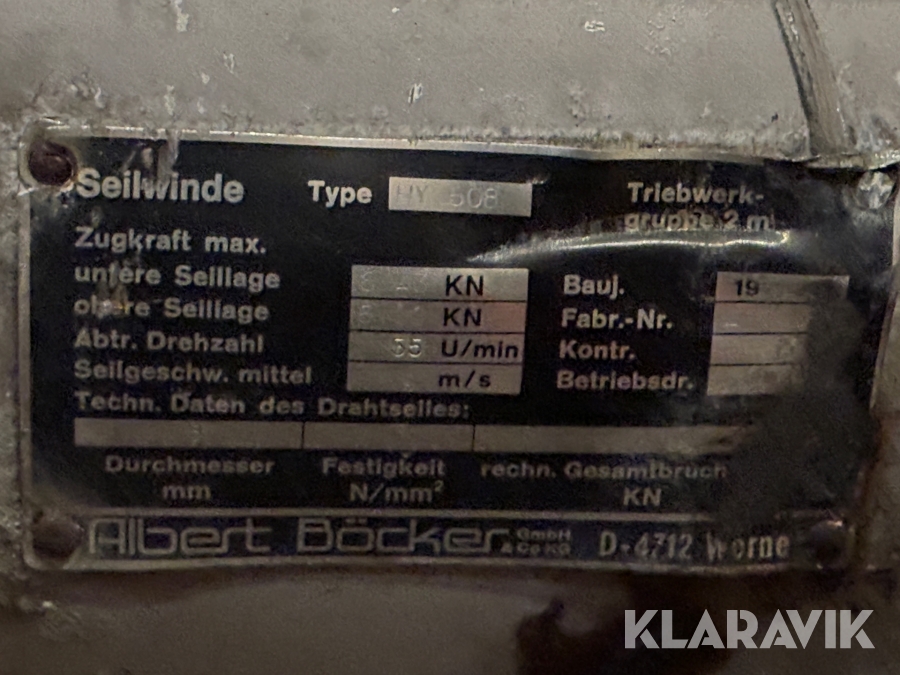 Seilwinde Type HY 508 Triebwerk-
gruppe 2 m
Zugkraft max.
untere Seillage KN Bauj. 19
obere Seillage KN Fabr.-Nr.
Abtr. Drehzahl 55 U/min Kontr.
Seilgeschw. mittel m/s Betriebsdr.
Techn. Daten des Drahtseiles:
Durchmesser Festigkeit rechn. Gesamtbruch
mm N/mm² KN
Albert Böcker GmbH & Co KG D-4712 Werne
KLARAVIK